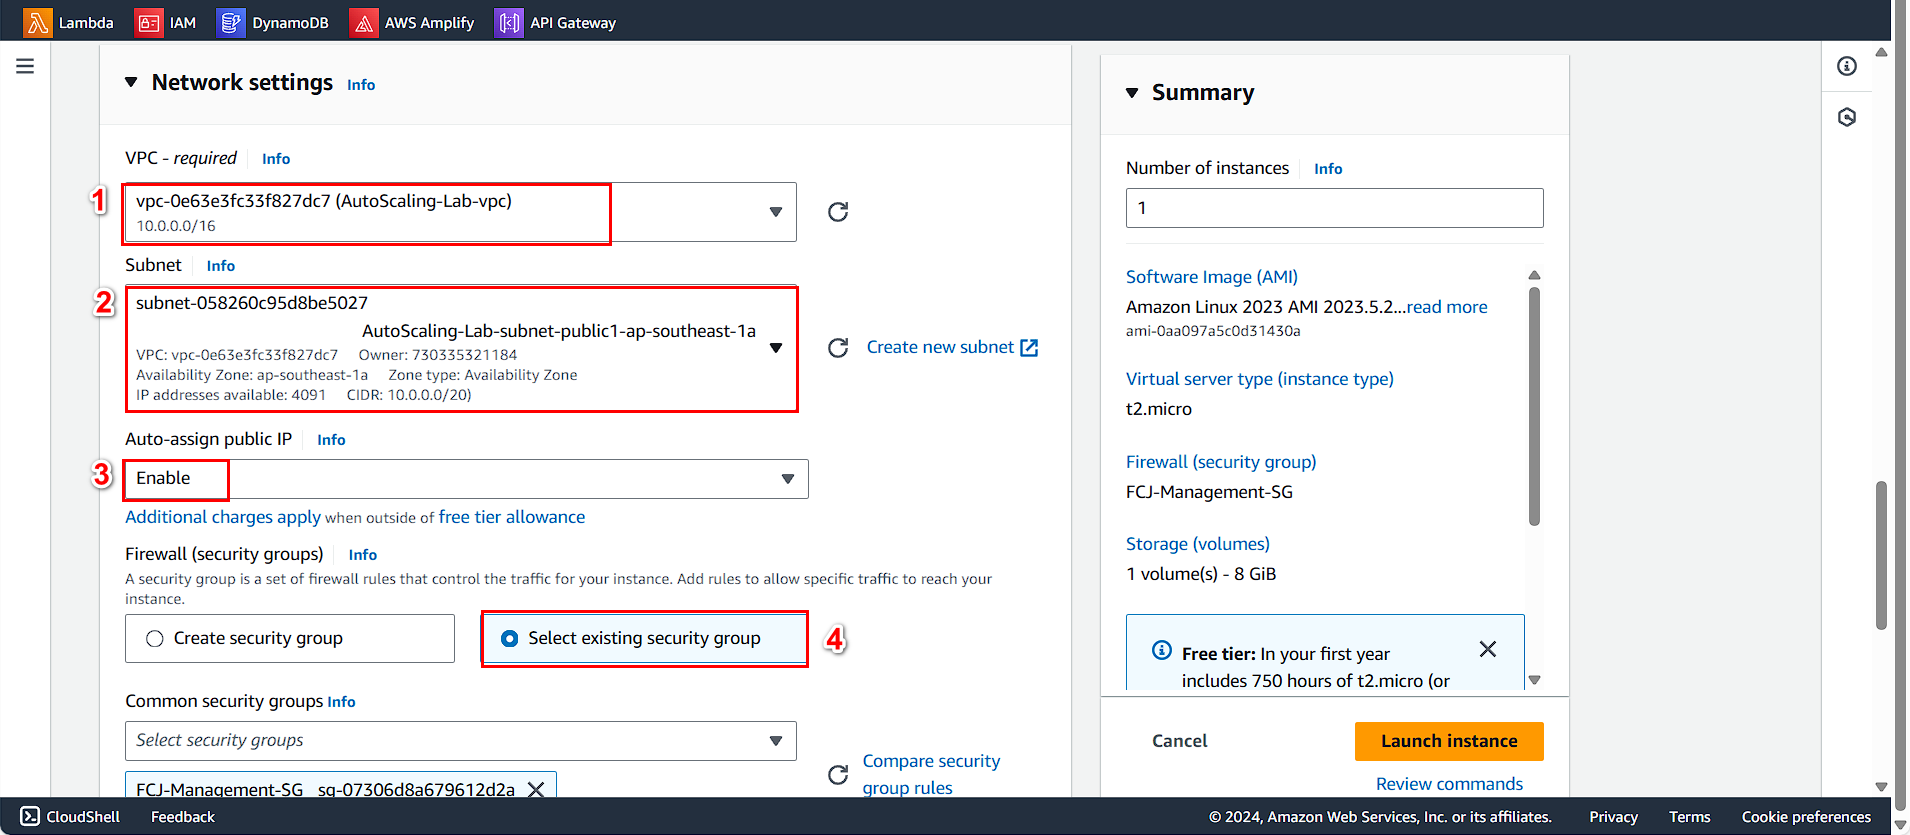 Lambda IAM DynamoDB AWS Amplify API Gateway
Network settings Info
VPC - required Info
1
vpc-0e63e3fc33f827dc7 (AutoScaling-Lab-vpc)
10.0.0.0/16
Subnet Info
2
subnet-058260c95d8be5027
AutoScaling-Lab-subnet-public1-ap-southeast-1a
VPC: vpc-0e63e3fc33f827dc7 Owner: 730335321184
Availability Zone: ap-southeast-1a Zone type: Availability Zone
IP addresses available: 4091 CIDR: 10.0.0.0/20)
Create new subnet
Auto-assign public IP Info
3
Enable
Additional charges apply when outside of free tier allowance
Firewall (security groups) Info
A security group is a set of firewall rules that control the traffic for your instance. Add rules to allow specific traffic to reach your
instance.
Create security group
Select existing security group
4
Common security groups Info
Select security groups
FCJ-Management-SG sg-07306d8a679612d2a
Compare security
group rules
Summary
Number of instances Info
1
Software Image (AMI)
Amazon Linux 2023 AMI 2023.5.2...read more
ami-0aa097a5c0d31430a
Virtual server type (instance type)
t2.micro
Firewall (security group)
FCJ-Management-SG
Storage (volumes)
1 volume(s) - 8 GiB
Free tier: In your first year
includes 750 hours of t2.micro (or
Cancel
Launch instance
Review commands
CloudShell Feedback
© 2024, Amazon Web Services, Inc. or its affiliates. Privacy Terms Cookie preferences